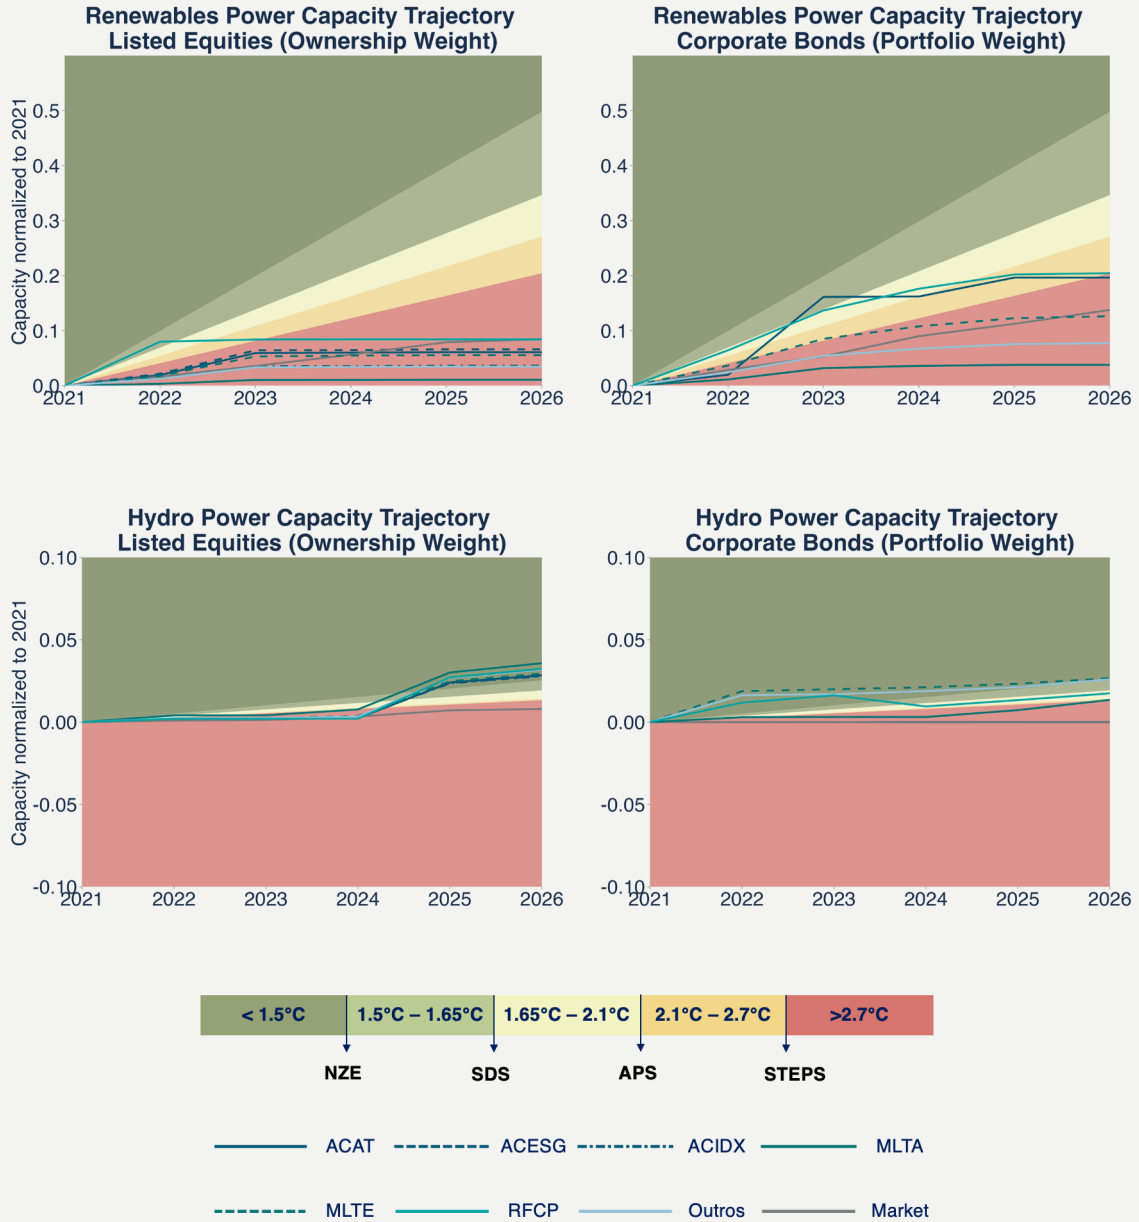 Renewables Power Capacity Trajectory
Listed Equities (Ownership Weight)
Capacity normalized to 2021
0.5
0.4
0.3
0.2
0.1
0.0
2021 2022 2023 2024 2025 2026
Renewables Power Capacity Trajectory
Corporate Bonds (Portfolio Weight)
0.5
0.4
0.3
0.2
0.1
0.0
2021 2022 2023 2024 2025 2026
Hydro Power Capacity Trajectory
Listed Equities (Ownership Weight)
Capacity normalized to 2021
0.10
0.05
0.00
-0.05
-0.10
2021 2022 2023 2024 2025 2026
Hydro Power Capacity Trajectory
Corporate Bonds (Portfolio Weight)
0.10
0.05
0.00
-0.05
-0.10
2021 2022 2023 2024 2025 2026
< 1.5°C 1.5°C – 1.65°C 1.65°C – 2.1°C 2.1°C – 2.7°C >2.7°C
NZE SDS APS STEPS
ACAT ACESG ACIDX MLTA
MLTE RFCP Outros Market